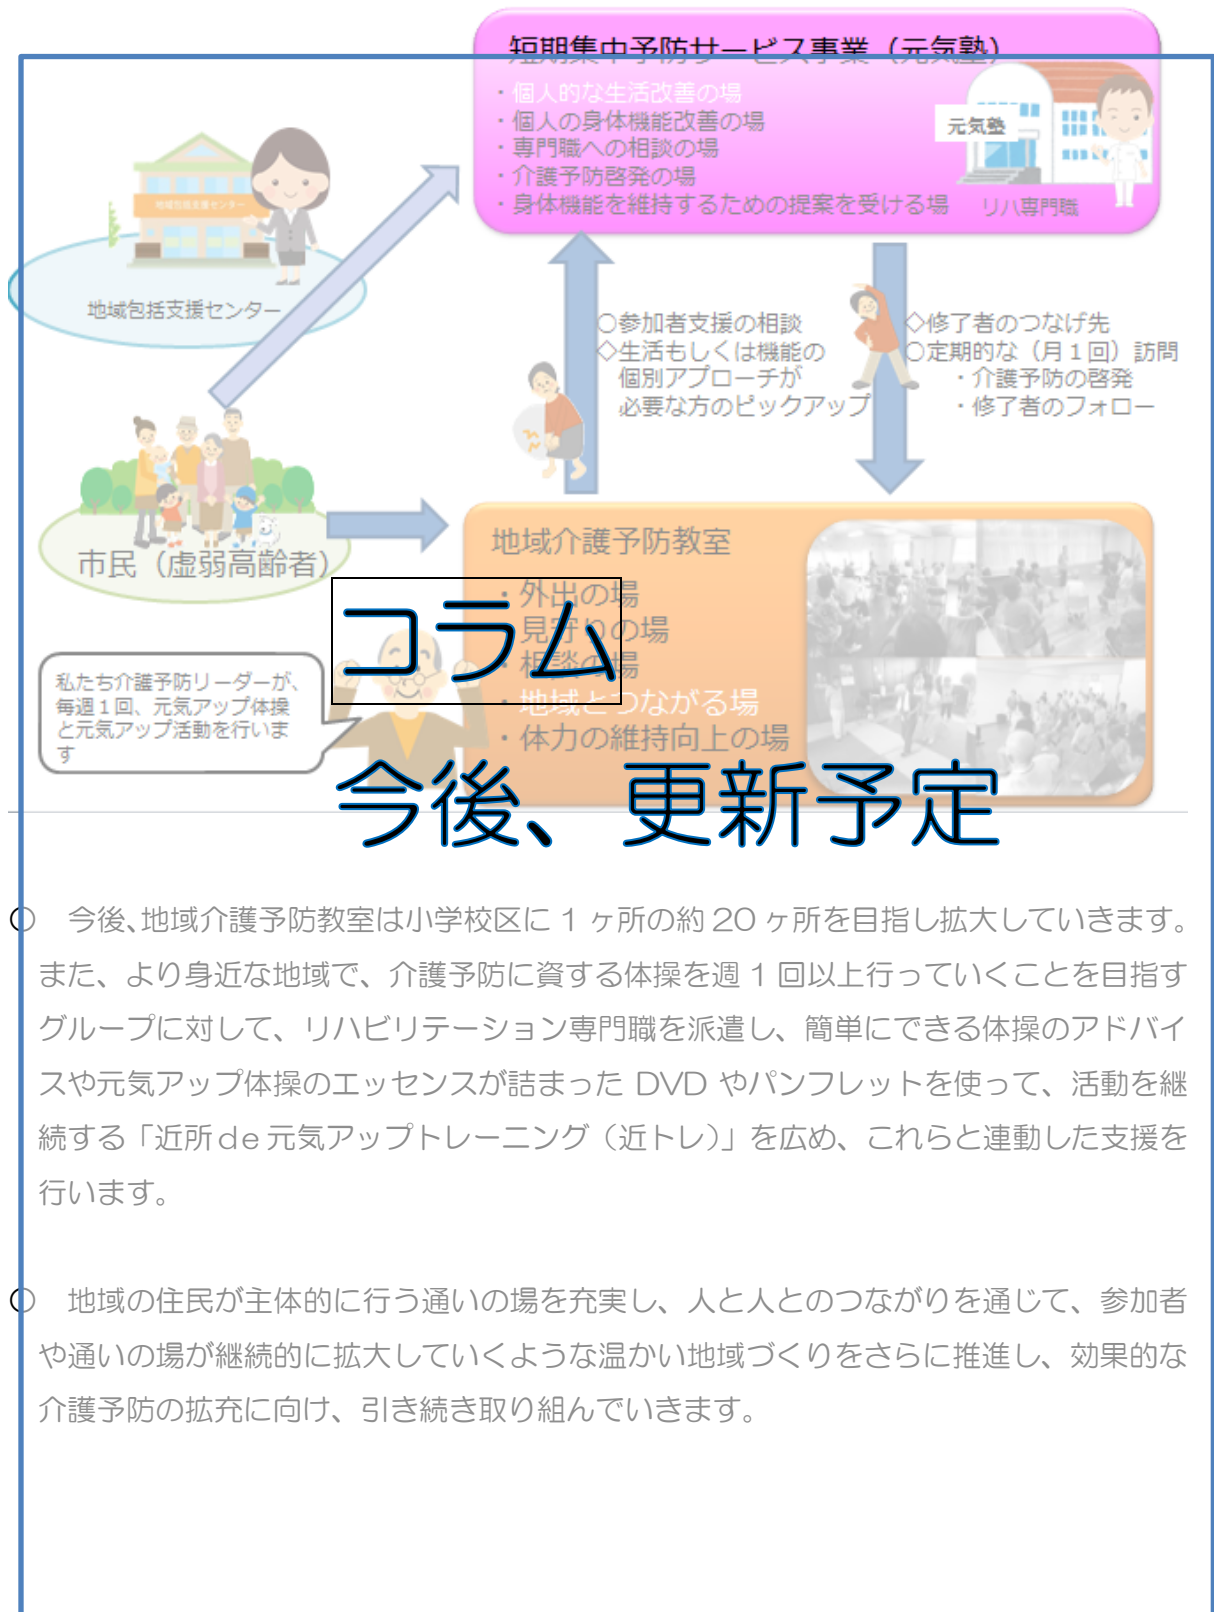 短期集中予防サービス事業（元気塾）
・個人的な生活改善の場
・個人の身体機能改善の場
・専門職への相談の場
・介護予防啓発の場
・身体機能を維持するための提案を受ける場
元気塾
リハ専門職
地域包括支援センター
地域包括支援センター
○参加者支援の相談
◇生活もしくは機能の
個別アプローチが
必要な方のピックアップ
◇修了者のつなげ先
○定期的な（月１回）訪問
・介護予防の啓発
・修了者のフォロー
市民（虚弱高齢者）
地域介護予防教室
・外出の場
・見守りの場
・相談の場
・地域とつながる場
・体力の維持向上の場
私たち介護予防リーダーが、
毎週１回、元気アップ体操
と元気アップ活動を行いま
す
コラム
今後、更新予定
○　今後、地域介護予防教室は小学校区に 1 ヶ所の約 20 ヶ所を目指し拡大していきます。
また、より身近な地域で、介護予防に資する体操を週 1 回以上行っていくことを目指す
グループに対して、リハビリテーション専門職を派遣し、簡単にできる体操のアドバイ
スや元気アップ体操のエッセンスが詰まった DVD やパンフレットを使って、活動を継
続する「近所ｄｅ元気アップトレーニング（近トレ）」を広め、これらと連動した支援を
行います。
○　地域の住民が主体的に行う通いの場を充実し、人と人とのつながりを通じて、参加者
や通いの場が継続的に拡大していくような温かい地域づくりをさらに推進し、効果的な
介護予防の拡充に向け、引き続き取り組んでいきます。